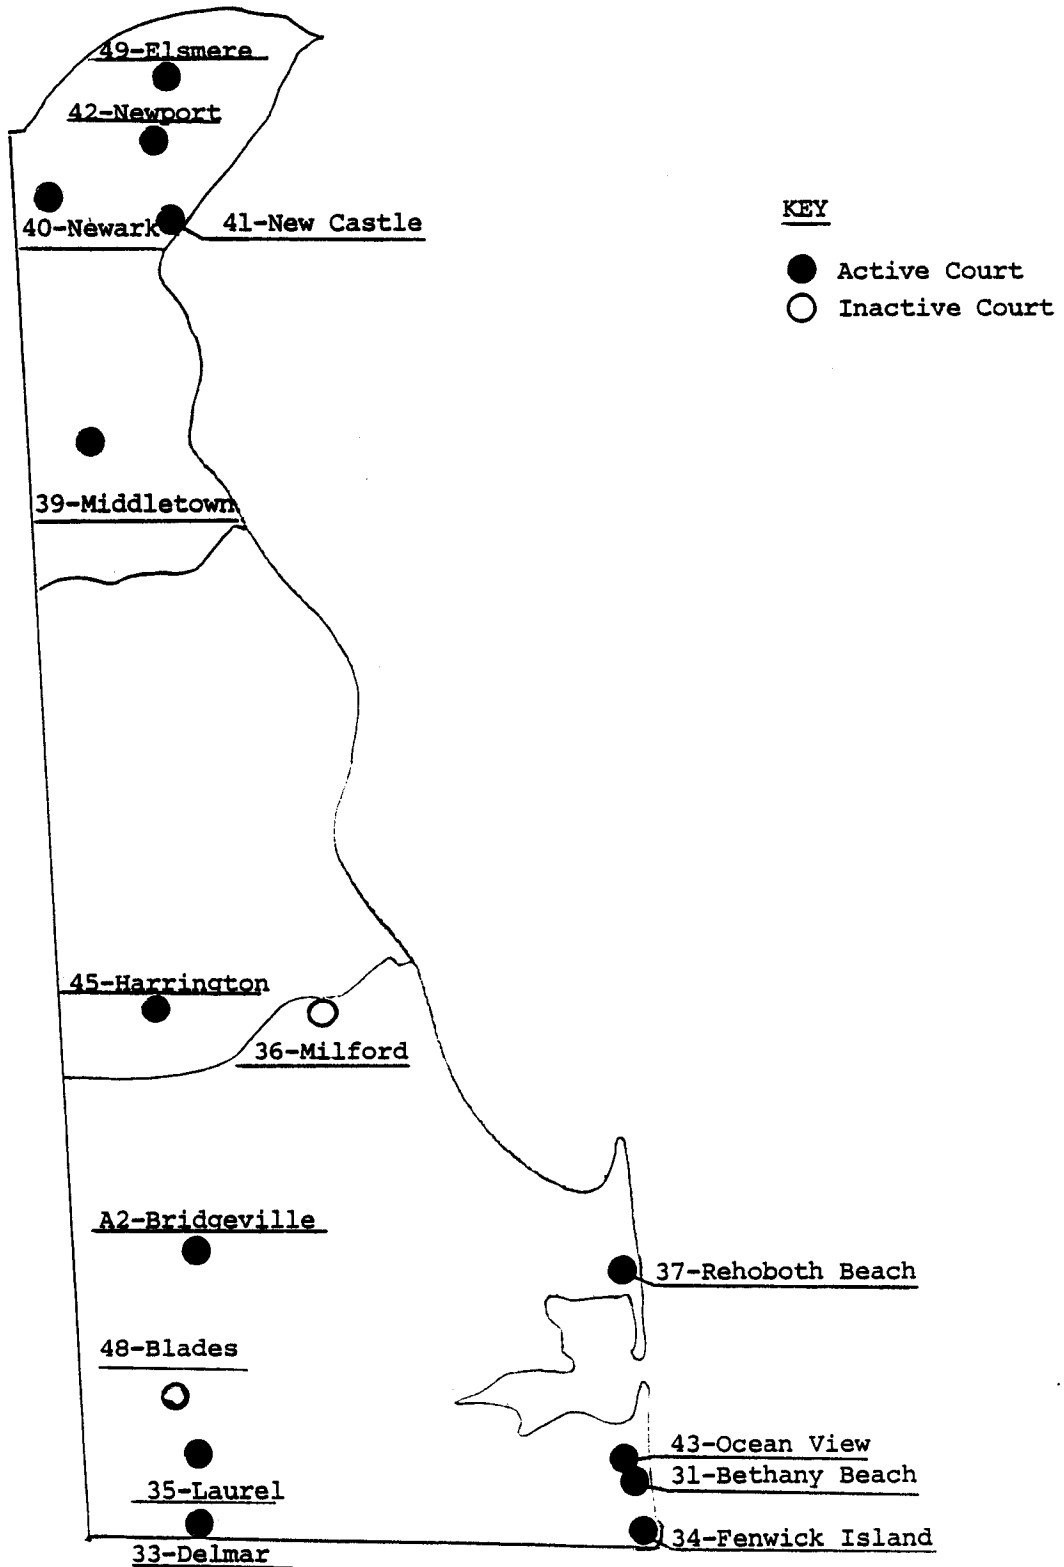 49-Elsmere
42-Newport
40-Newark
41-New Castle
KEY
Active Court
Inactive Court
39-Middletown
45-Harrington
36-Milford
A2-Bridgeville
37-Rehoboth Beach
48-Blades
43-Ocean View
31-Bethany Beach
35-Laurel
34-Fenwick Island
33-Delmar